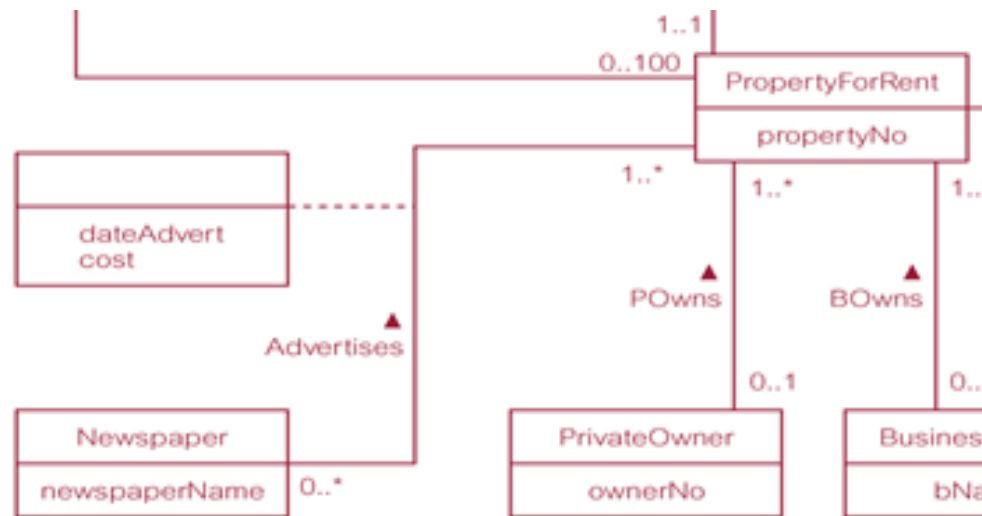 1..1
0..100
PropertyForRent
propertyNo
1..*
1..*
dateAdvert
cost
POwns
BOwns
Advertises
0..1
Newspaper
PrivateOwner
newspaperName
0..*
ownerNo